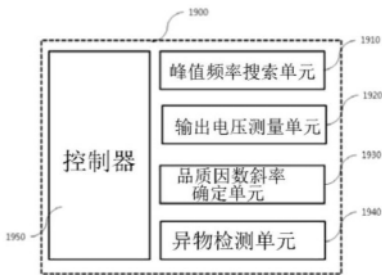 1900
峰值频率搜索单元
1910
输出电压测量单元
1920
控制器
品质因数斜率
确定单元
1930
异物检测单元
1940
1950